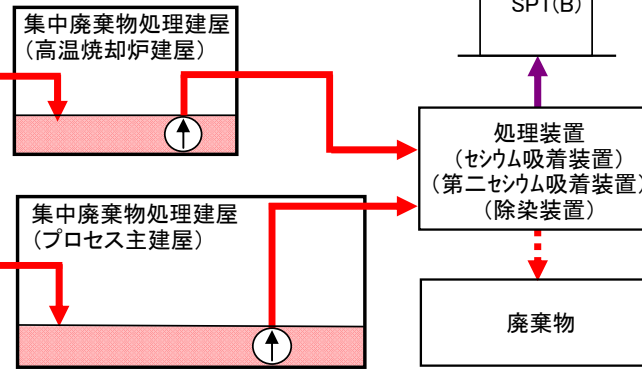 SPT(B)
集中廃棄物処理建屋
(高温焼却炉建屋)
処理装置
(セシウム吸着装置)
(第二セシウム吸着装置)
(除染装置)
集中廃棄物処理建屋
(プロセス主建屋)
廃棄物